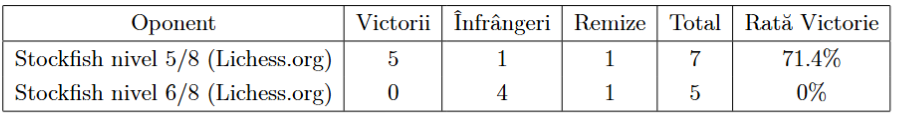 Oponent Victorii Înfrângeri Remize Total Rată Victorie
Stockfish nivel 5/8 (Lichess.org) 5 1 1 7 71.4%
Stockfish nivel 6/8 (Lichess.org) 0 4 1 5 0%